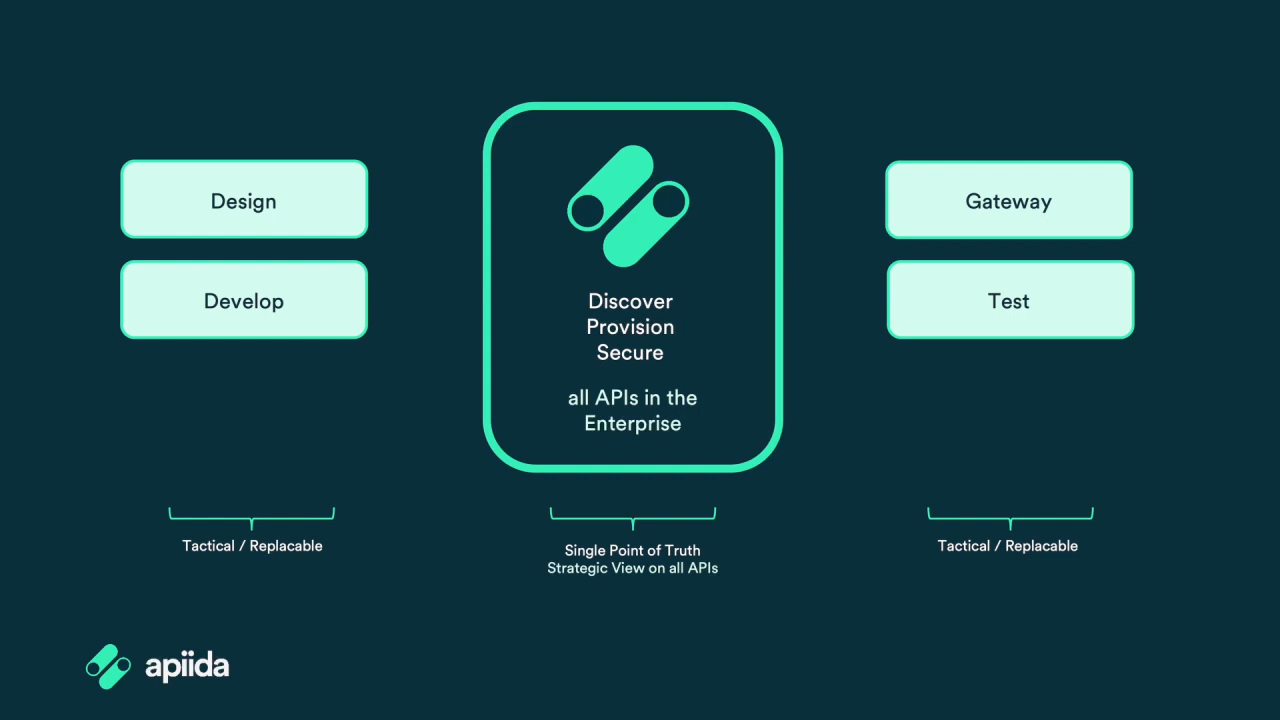 Design
Develop
Discover
Provision
Secure
all APIs in the
Enterprise
Gateway
Test
Tactical / Replacable
Single Point of Truth
Strategic View on all APIs
Tactical / Replacable
apiida